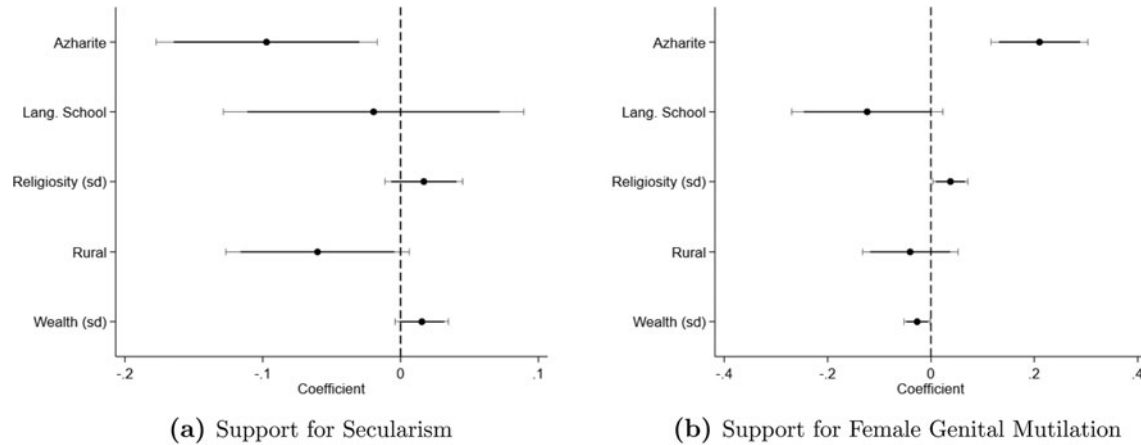 Azharite
Lang. School
Religiosity (sd)
Rural
Wealth (sd)
-.2 -.1 0 .1
Coefficient
(a) Support for Secularism
Azharite
Lang. School
Religiosity (sd)
Rural
Wealth (sd)
-.4 -.2 0 .2 .4
Coefficient
(b) Support for Female Genital Mutilation